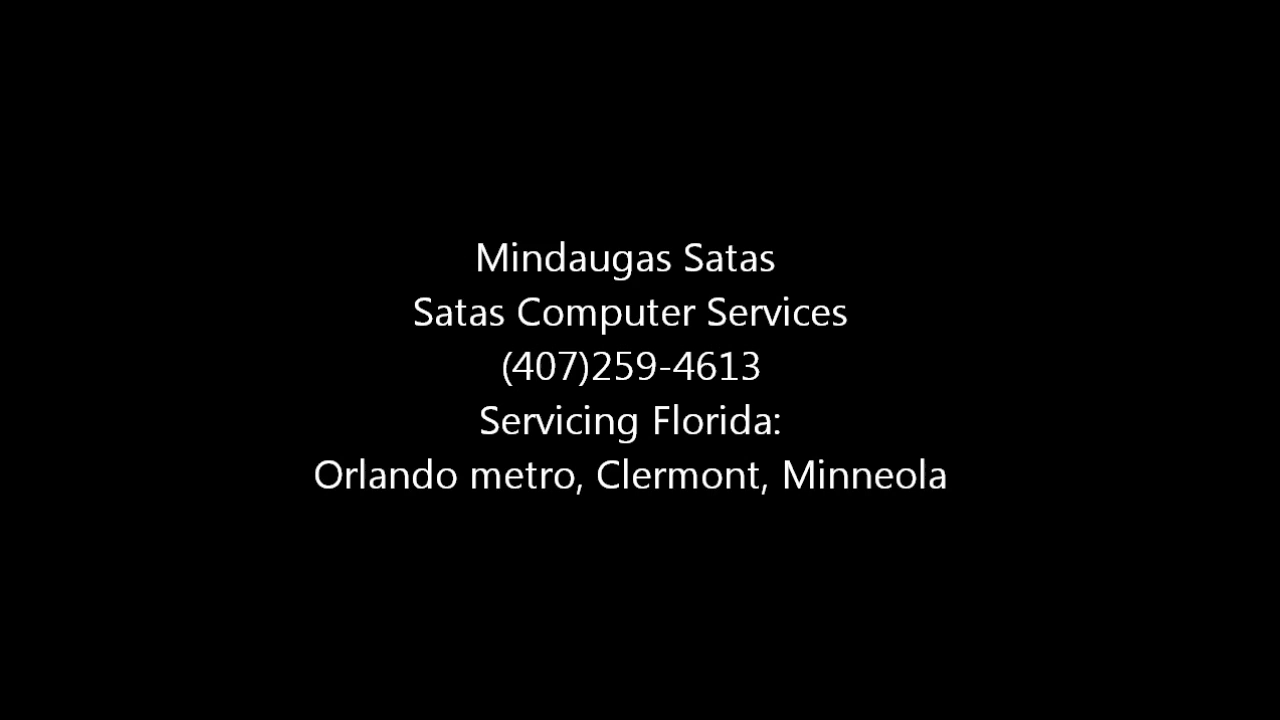 Mindaugas Satas
Satas Computer Services
(407)259-4613
Servicing Florida:
Orlando metro, Clermont, Minneola